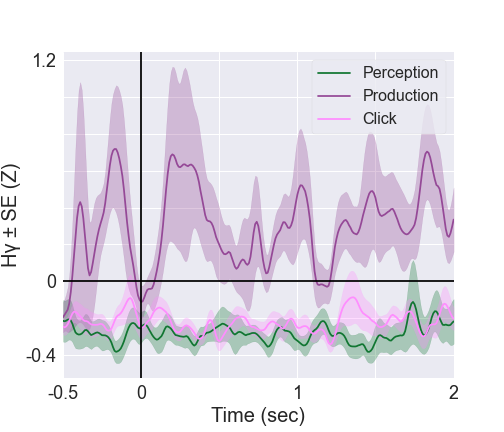 1.2
0
-0.4
Hγ ± SE (Z)
Perception
Production
Click
-0.5
0
1
2
Time (sec)